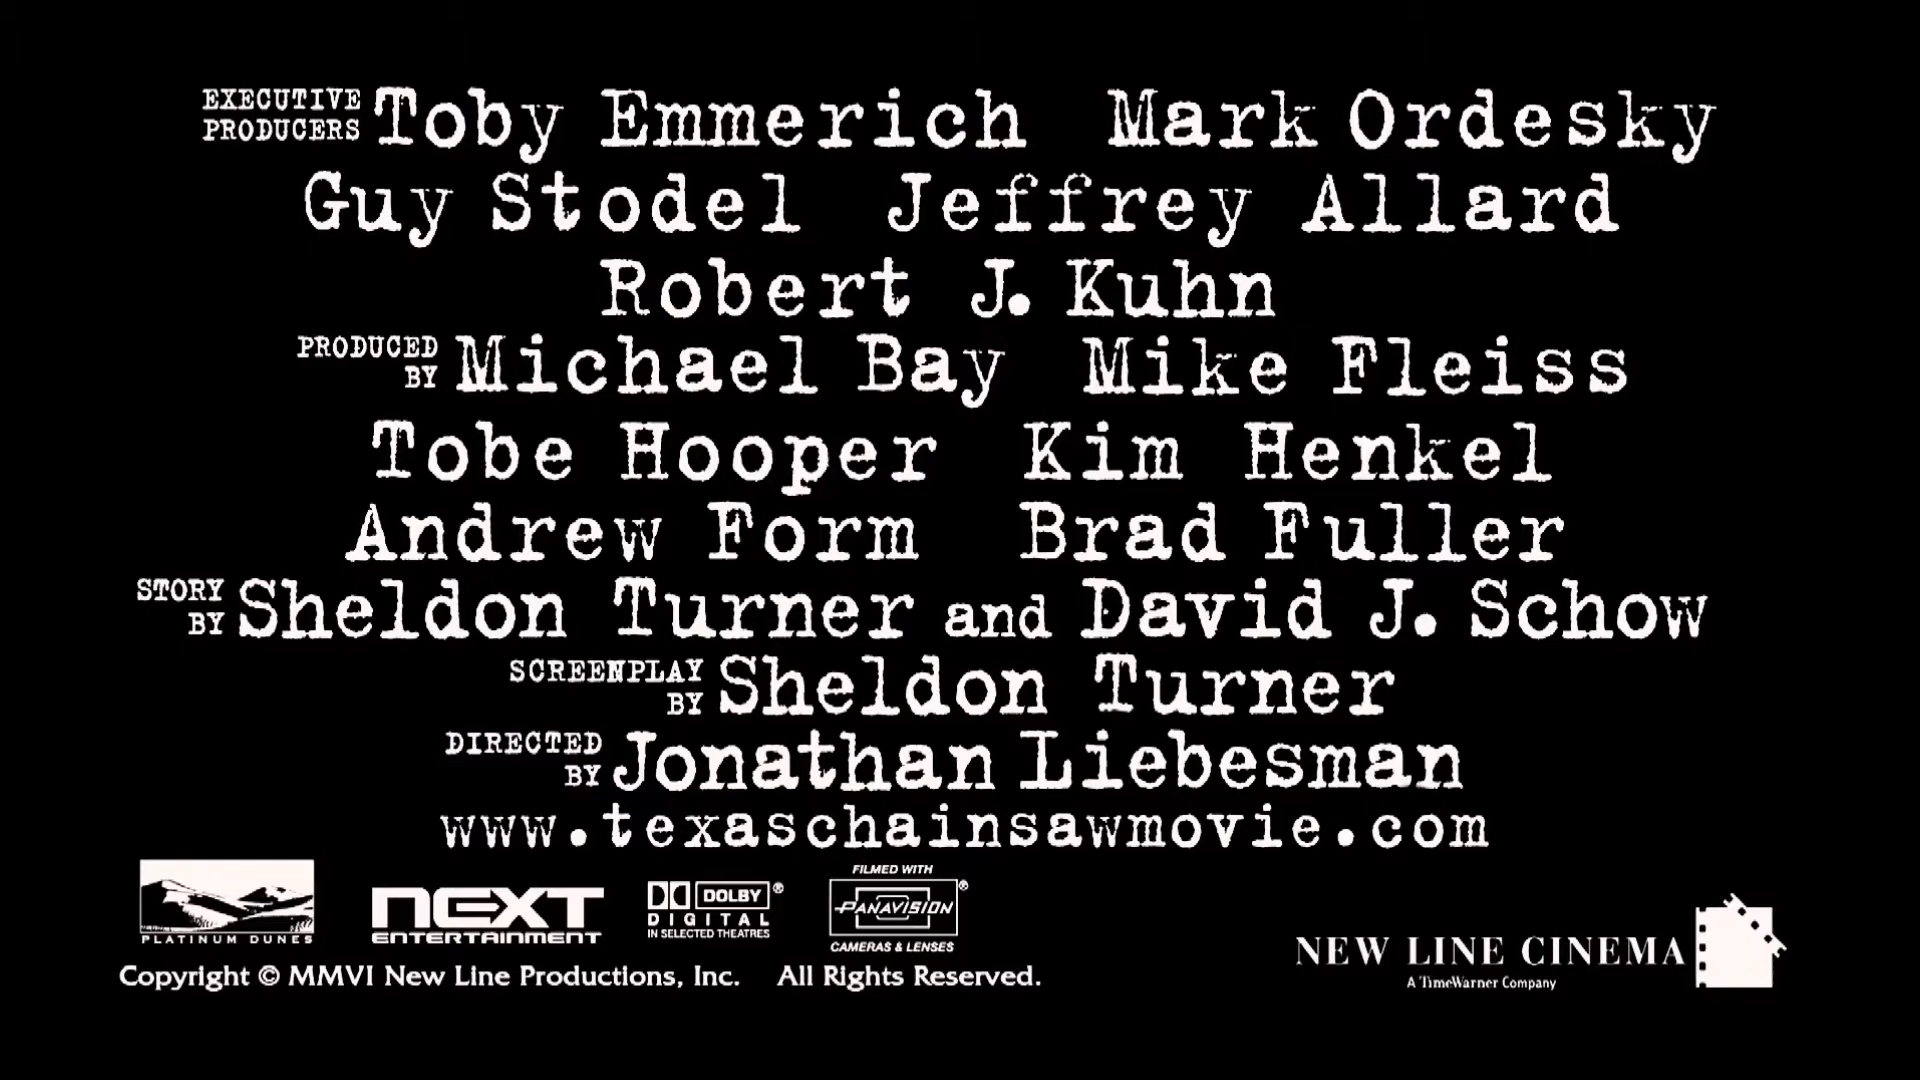 EXECUTIVE PRODUCERS Toby Emmerich Mark Ordesky
Guy Stodel Jeffrey Allard
Robert J. Kuhn
PRODUCED BY Michael Bay Mike Fleiss
Tobe Hooper Kim Henkel
Andrew Form Brad Fuller
STORY BY Sheldon Turner and David J. Schow
SCREENPLAY BY Sheldon Turner
DIRECTED BY Jonathan Liebesman
www.texaschainsawmovie.com
PLATINUM DUNES
NEXT
ENTERTAINMENT
DOLBY®
DIGITAL
IN SELECTED THEATRES
FILMED WITH
PANAVISION®
CAMERAS & LENSES
NEW LINE CINEMA
A TimeWarner Company
Copyright © MMVI New Line Productions, Inc. All Rights Reserved.